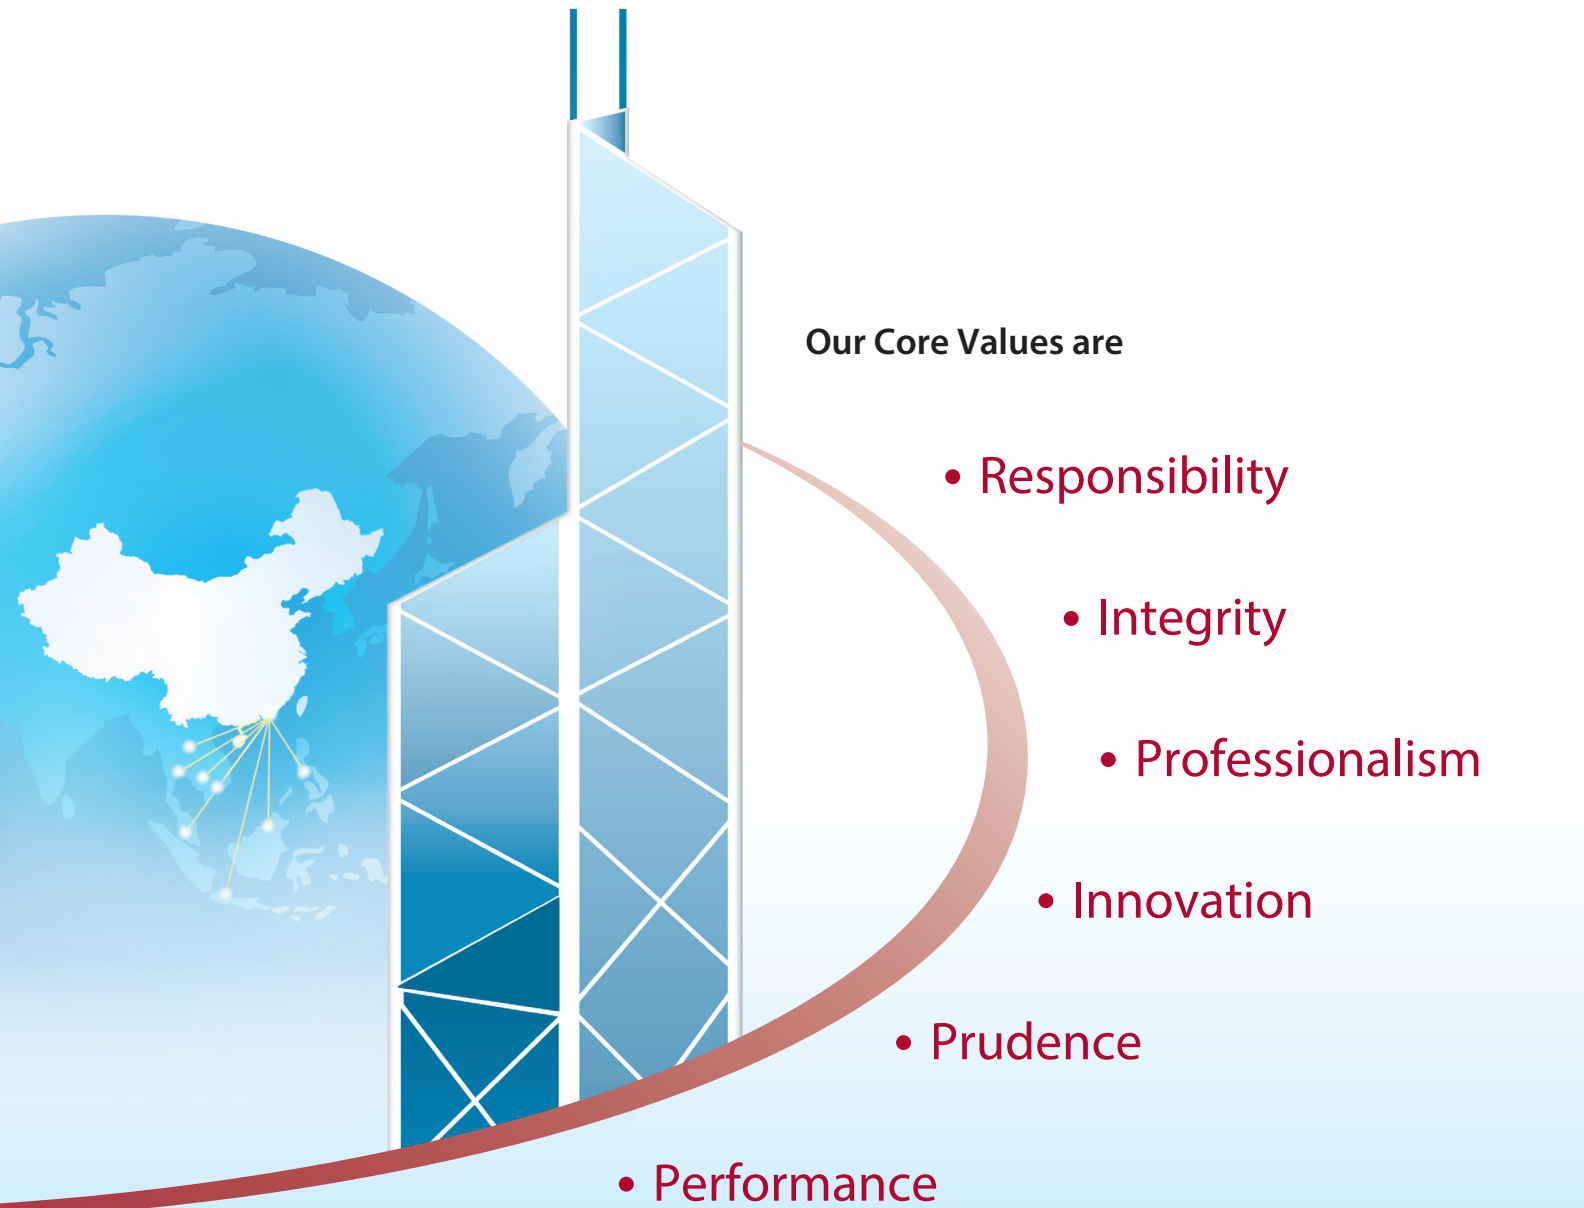 Our Core Values are
• Responsibility
• Integrity
• Professionalism
• Innovation
• Prudence
• Performance